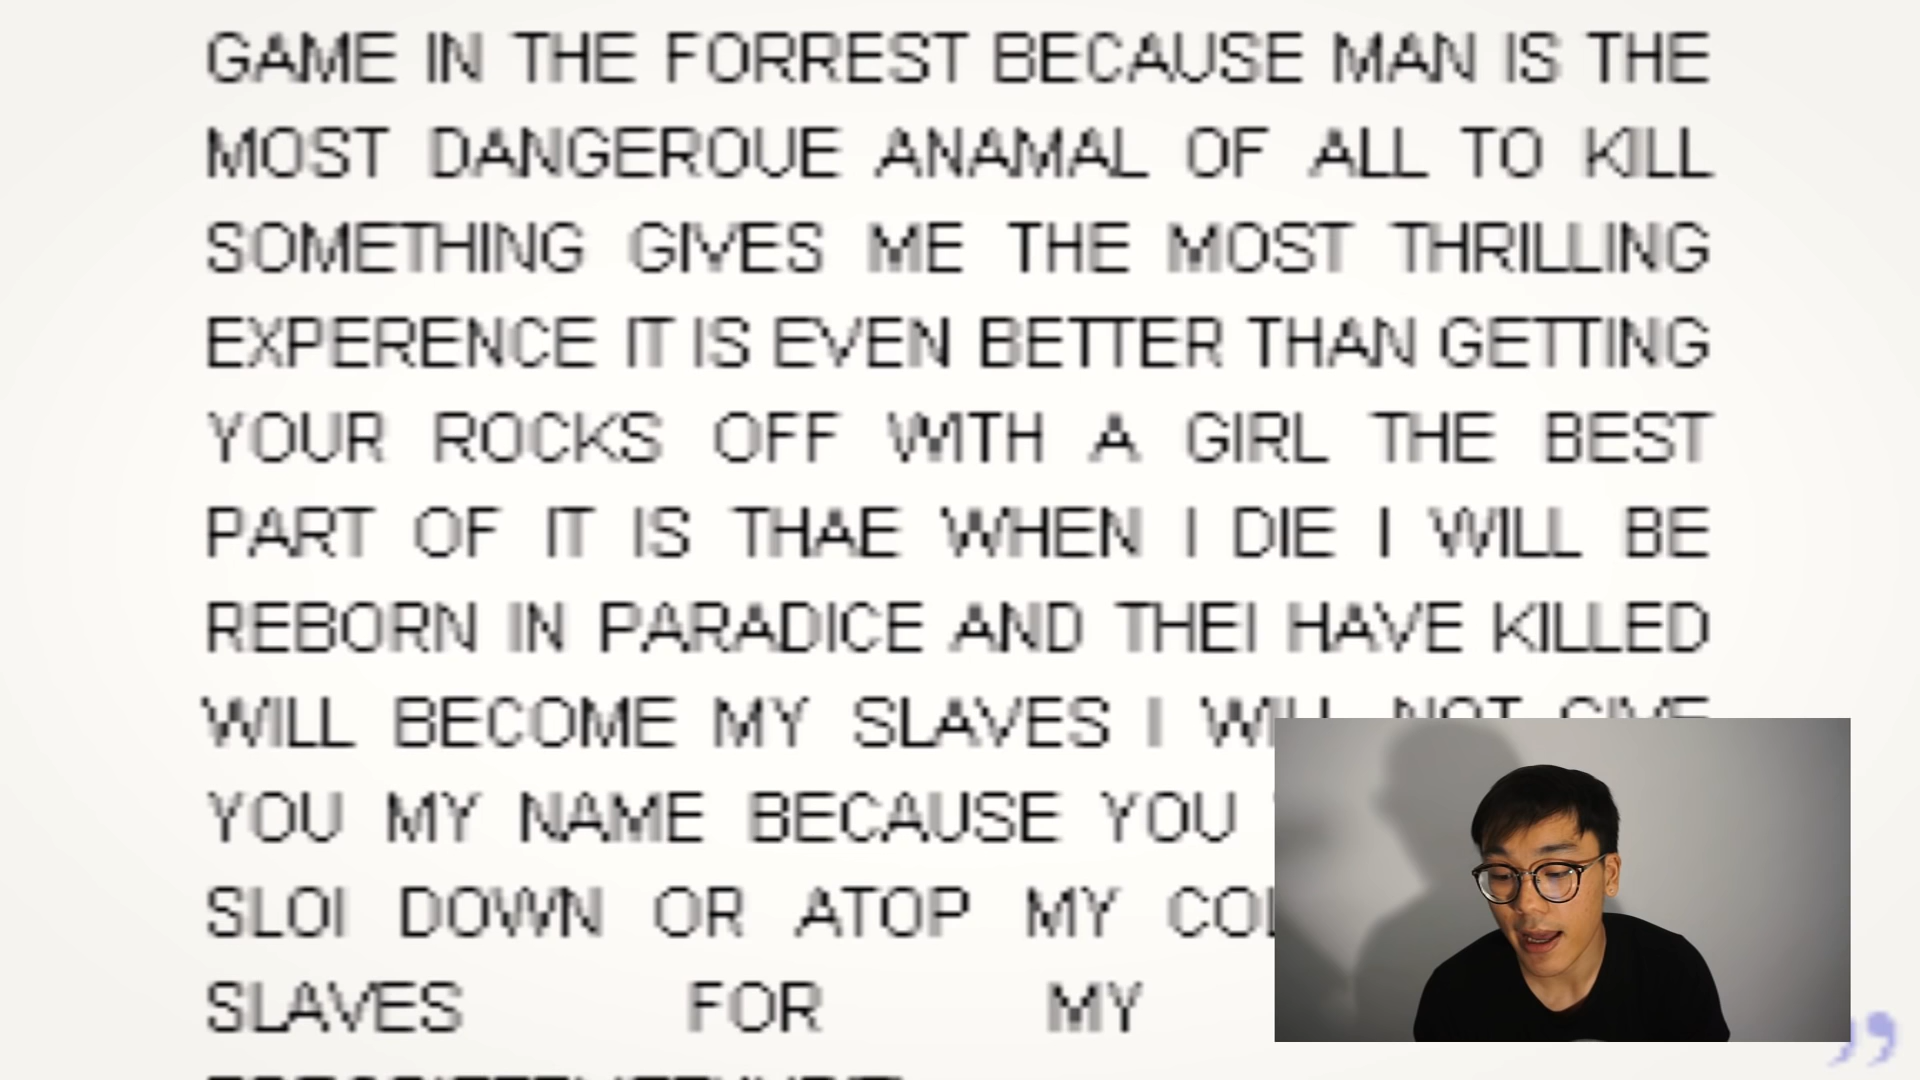 GAME IN THE FORREST BECAUSE MAN IS THE
MOST DANGEROUE ANAMAL OF ALL TO KILL
SOMETHING GIVES ME THE MOST THRILLING
EXPERENCE IT IS EVEN BETTER THAN GETTING
YOUR ROCKS OFF WITH A GIRL THE BEST
PART OF IT IS THAE WHEN I DIE I WILL BE
REBORN IN PARADICE AND THEI HAVE KILLED
WILL BECOME MY SLAVES I WILL NOT GIVE
YOU MY NAME BECAUSE YOU
SLOI DOWN OR ATOP MY
SLAVES FOR MY